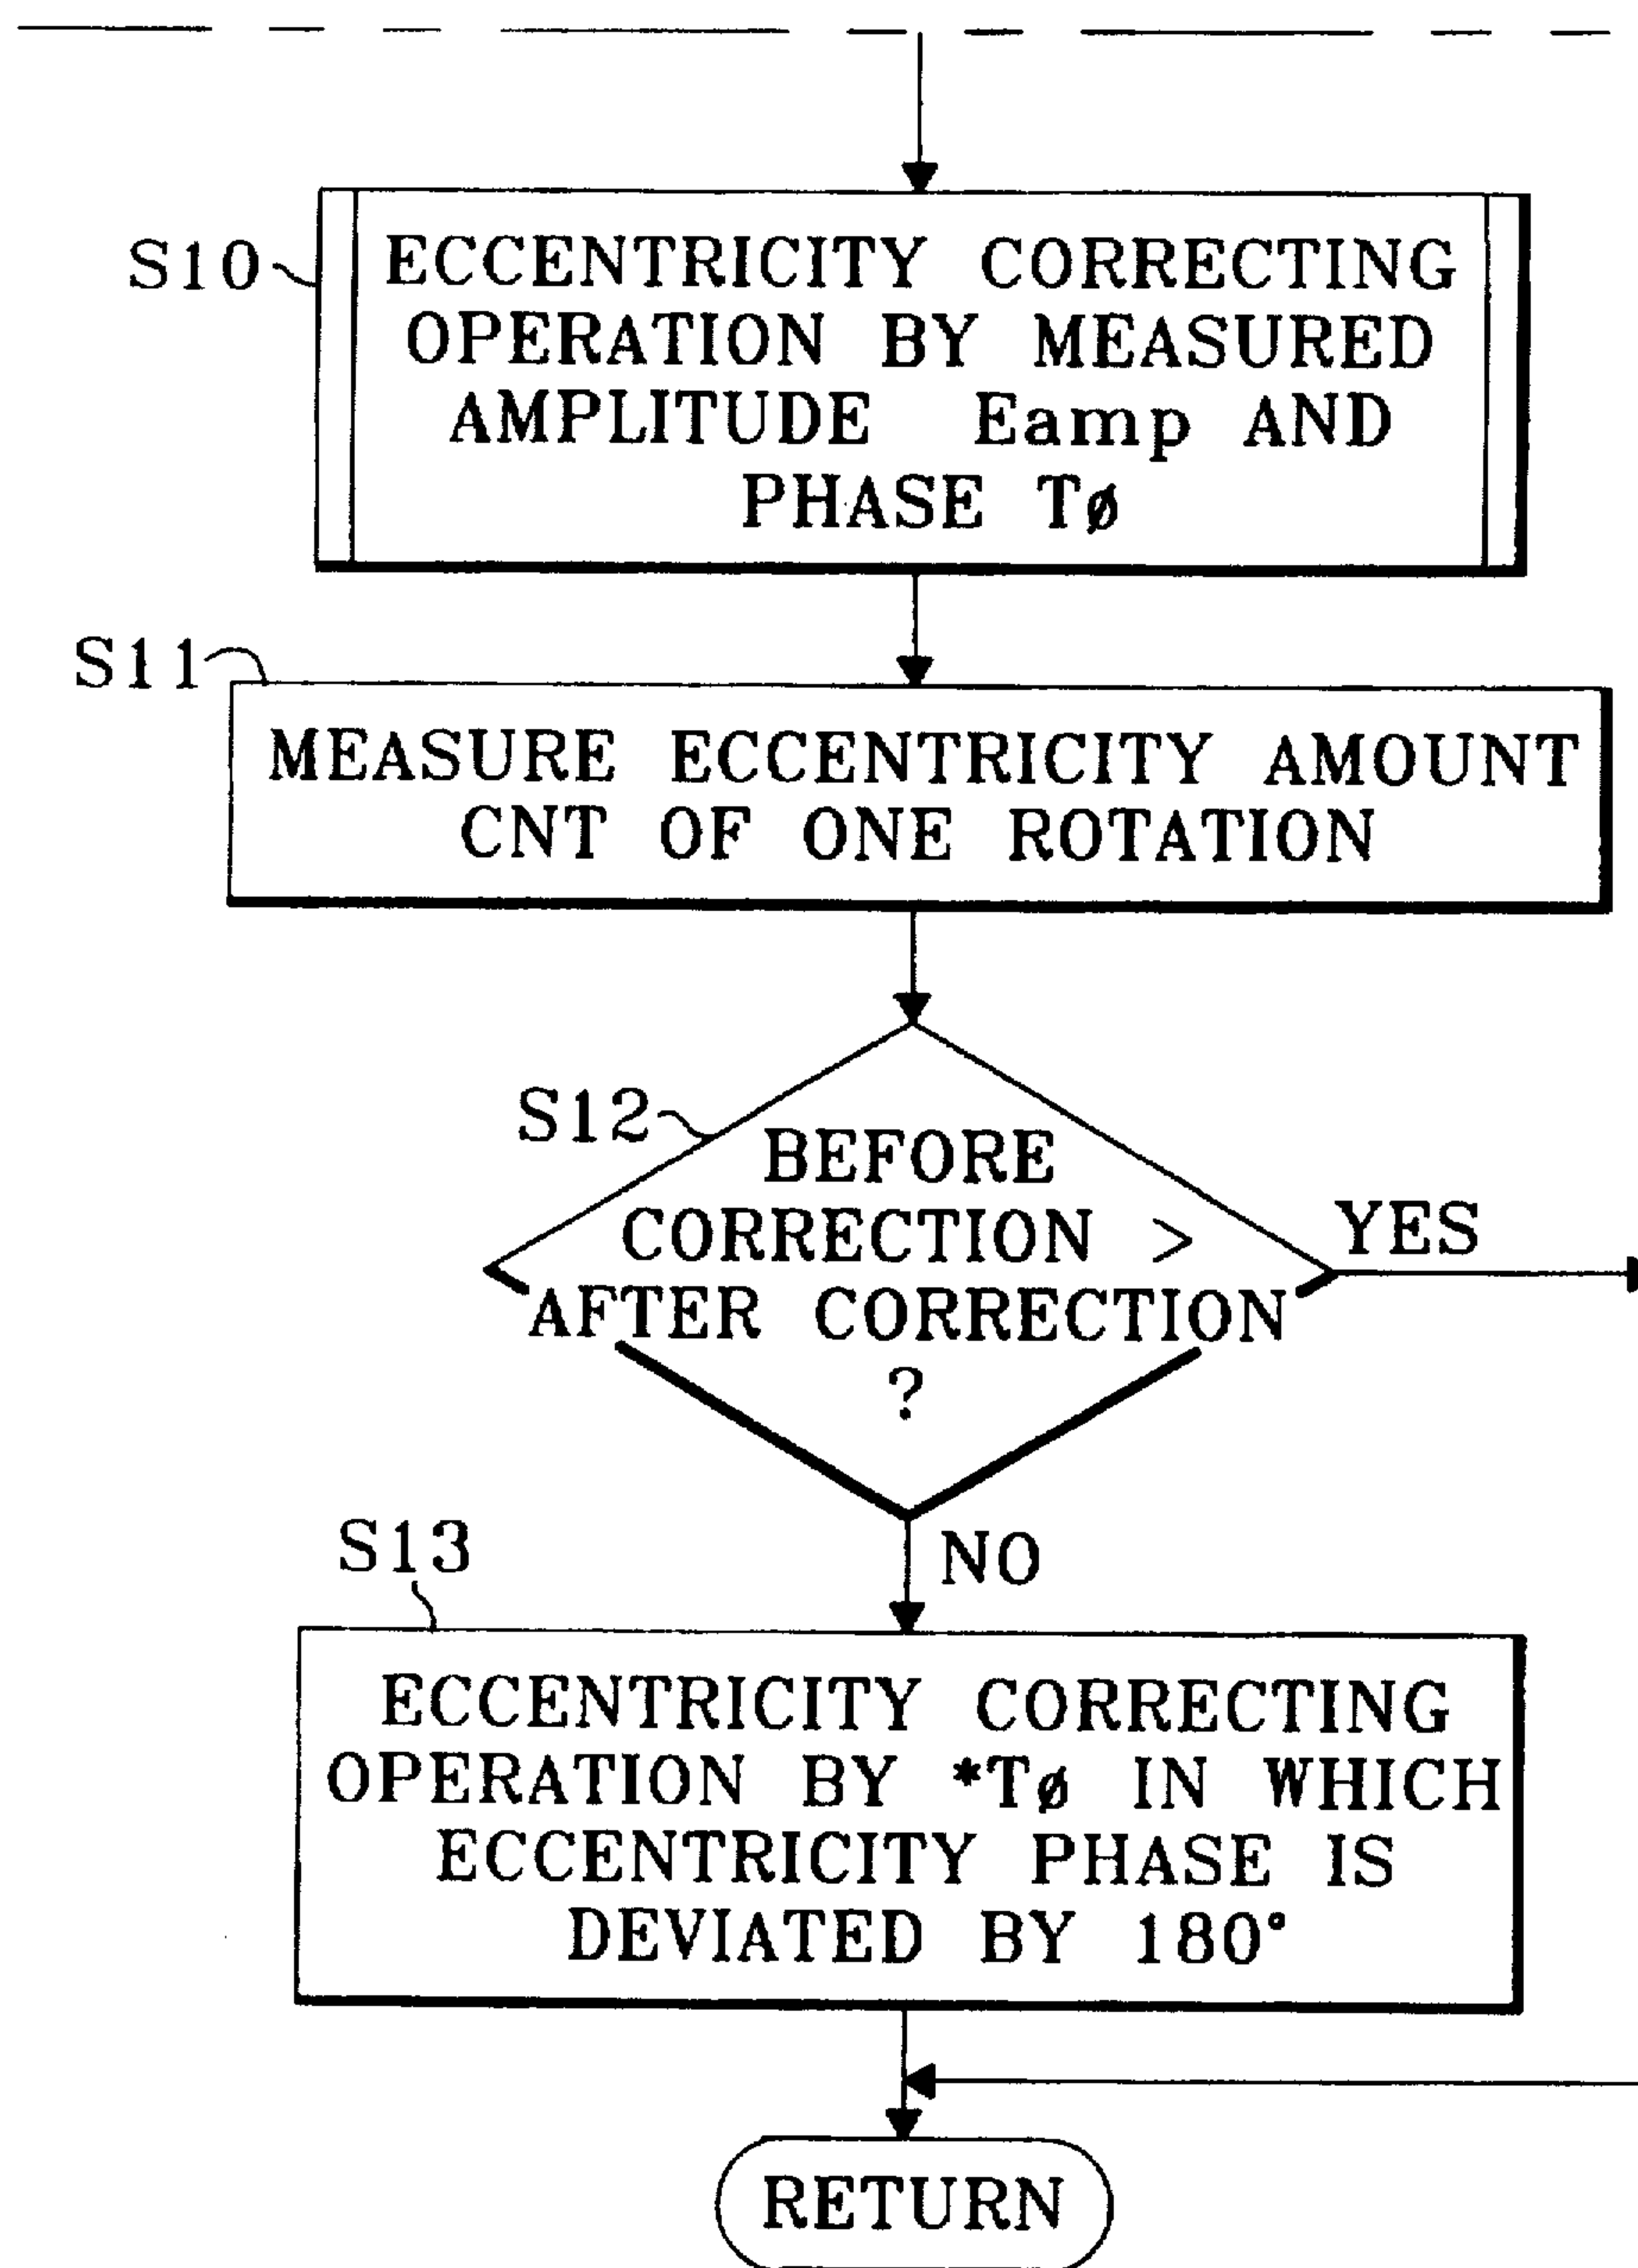 S10
ECCENTRICITY CORRECTING
OPERATION BY MEASURED
AMPLITUDE Eamp AND
PHASE Tø
S11
MEASURE ECCENTRICITY AMOUNT
CNT OF ONE ROTATION
S12
BEFORE
CORRECTION >
AFTER CORRECTION
?
YES
NO
S13
ECCENTRICITY CORRECTING
OPERATION BY *Tø IN WHICH
ECCENTRICITY PHASE IS
DEVIATED BY 180°
RETURN